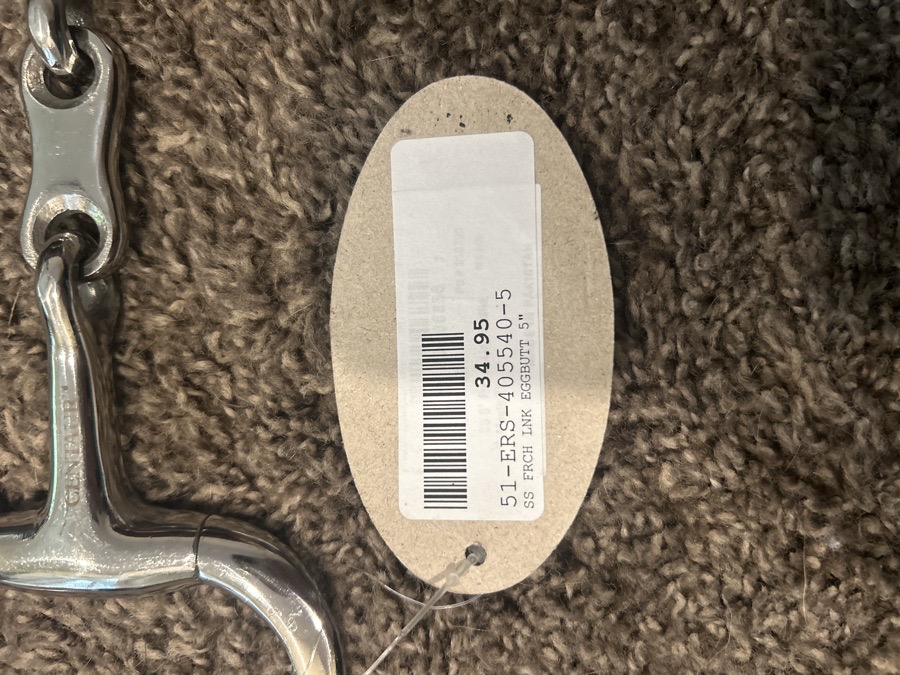 34.95
51-ERS-405540-5
SS FRCH LNK EGGBUTT 5"